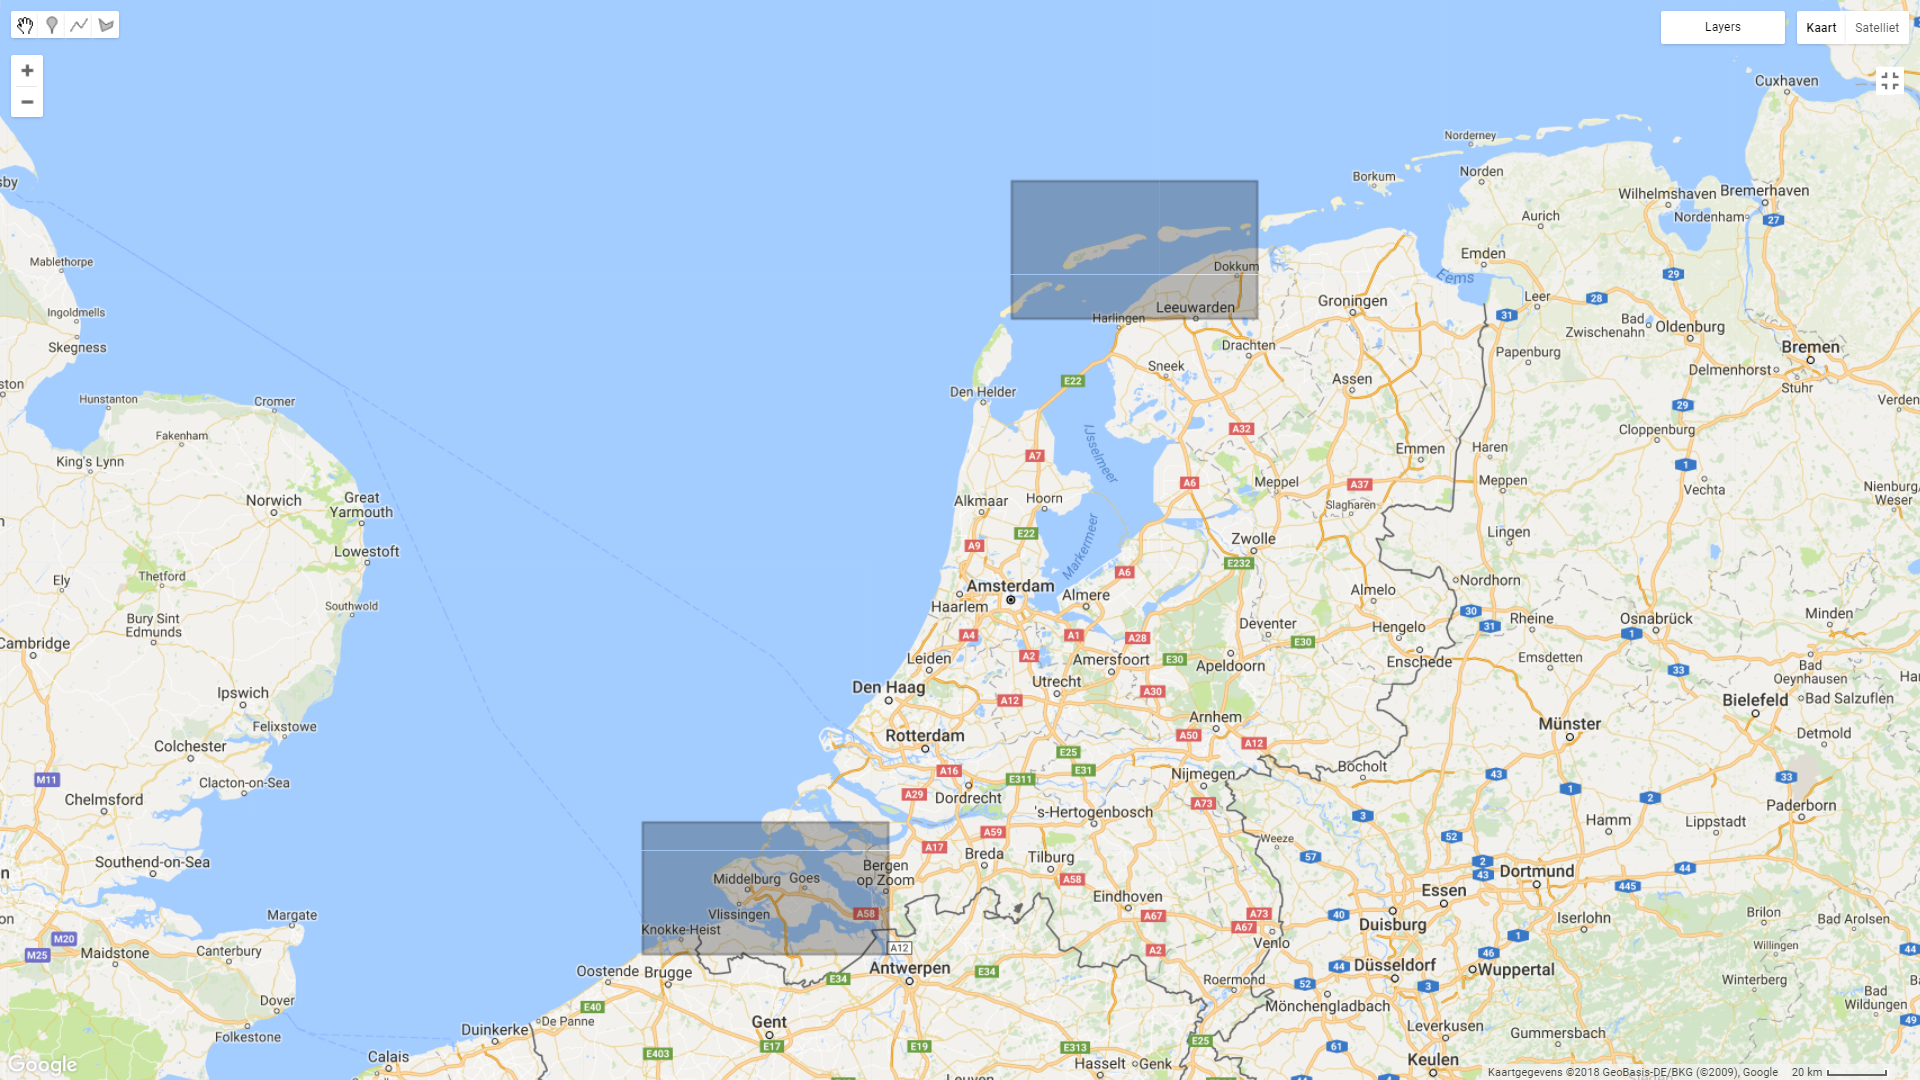 Layers
Kaart
Satelliet
Cuxhaven
Norderney
Norden
Borkum
Wilhelmshaven
Bremerhaven
Nordenham
27
Aurich
Emden
Eems
29
Leer
28
31
Bad
Zwischenahn
Oldenburg
Papenburg
Bremen
Delmenhorst
Stuhr
Verden
29
Cloppenburg
1
Vechta
Nienburg/
Weser
Haren
Meppen
Lingen
Dokkum
Leeuwarden
Harlingen
Groningen
Drachten
Sneek
Assen
E22
Den Helder
IJsselmeer
A32
A7
Emmen
A6
Meppel
A37
Slagharen
Alkmaar
Hoorn
E22
A9
Markermeer
Zwolle
E232
A6
Amsterdam
Almere
Haarlem
Almelo
Nordhorn
30
31
Rheine
Osnabrück
1
Minden
A4
A1
A28
Deventer
E30
Hengelo
Enschede
Emsdetten
33
Bad
Oeynhausen
Leiden
A2
Amersfoort
E30
Apeldoorn
Den Haag
Utrecht
A12
A30
Arnhem
Bielefeld
Bad Salzuflen
Münster
Detmold
Rotterdam
A50
A12
E25
E31
E311
A16
A29
Dordrecht
Nijmegen
Bocholt
43
33
1
2
Paderborn
A73
's-Hertogenbosch
3
Hamm
Lippstadt
A59
A17
Breda
Tilburg
A58
Weeze
57
52
2
43
Dortmund
44
445
Essen
Eindhoven
A67
A73
A67
40
Duisburg
Iserlohn
1
Brilon
Bad Arolsen
Willingen
Winterberg
44
Venlo
A2
46
44
Düsseldorf
Wuppertal
Roermond
52
3
Mönchengladbach
Leverkusen
Gummersbach
Bad
Wildungen
49
E25
61
Keulen
4
44
Middelburg
Goes
Bergen
op Zoom
Vlissingen
A58
Knokke-Heist
A12
Oostende
Brugge
E34
Antwerpen
E34
E40
De Panne
Duinkerke
Gent
E17
E403
E19
E313
Hasselt
Genk
Leuven
Calais
Mablethorpe
Ingoldmells
Skegness
Hunstanton
Cromer
Fakenham
King's Lynn
Norwich
Great
Yarmouth
Lowestoft
Ely
Thetford
Southwold
Bury Sint
Edmunds
Cambridge
Ipswich
Felixstowe
Colchester
Clacton-on-Sea
M11
Chelmsford
Southend-on-Sea
Margate
M20
M25
Maidstone
Canterbury
Dover
Folkestone
Google
Kaartgegevens ©2018 GeoBasis-DE/BKG (©2009), Google
20 km